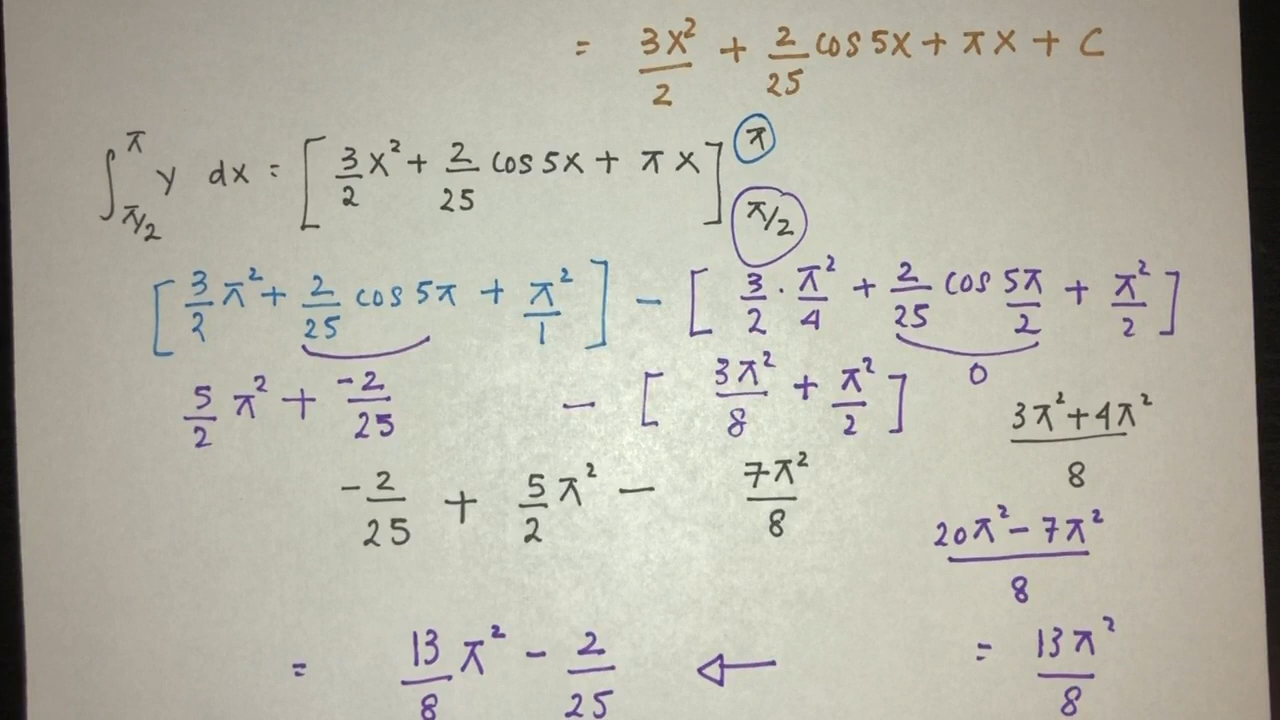 = 3x²/2 + 2/25 cos 5x + πx + C
∫_{π/2}^{π} y dx = [3/2 x² + 2/25 cos 5x + π x]_{π/2}^{π}
[3/2 π² + 2/25 cos 5π + π²/1] - [3/2 · π²/4 + 2/25 cos 5π/2 + π²/2]
0
5/2 π² + -2/25 - [3π²/8 + π²/2]
3π² + 4π²/8
-2/25 + 5/2 π² - 7π²/8
20π² - 7π²/8
= 13/8 π² - 2/25 ←
= 13π²/8